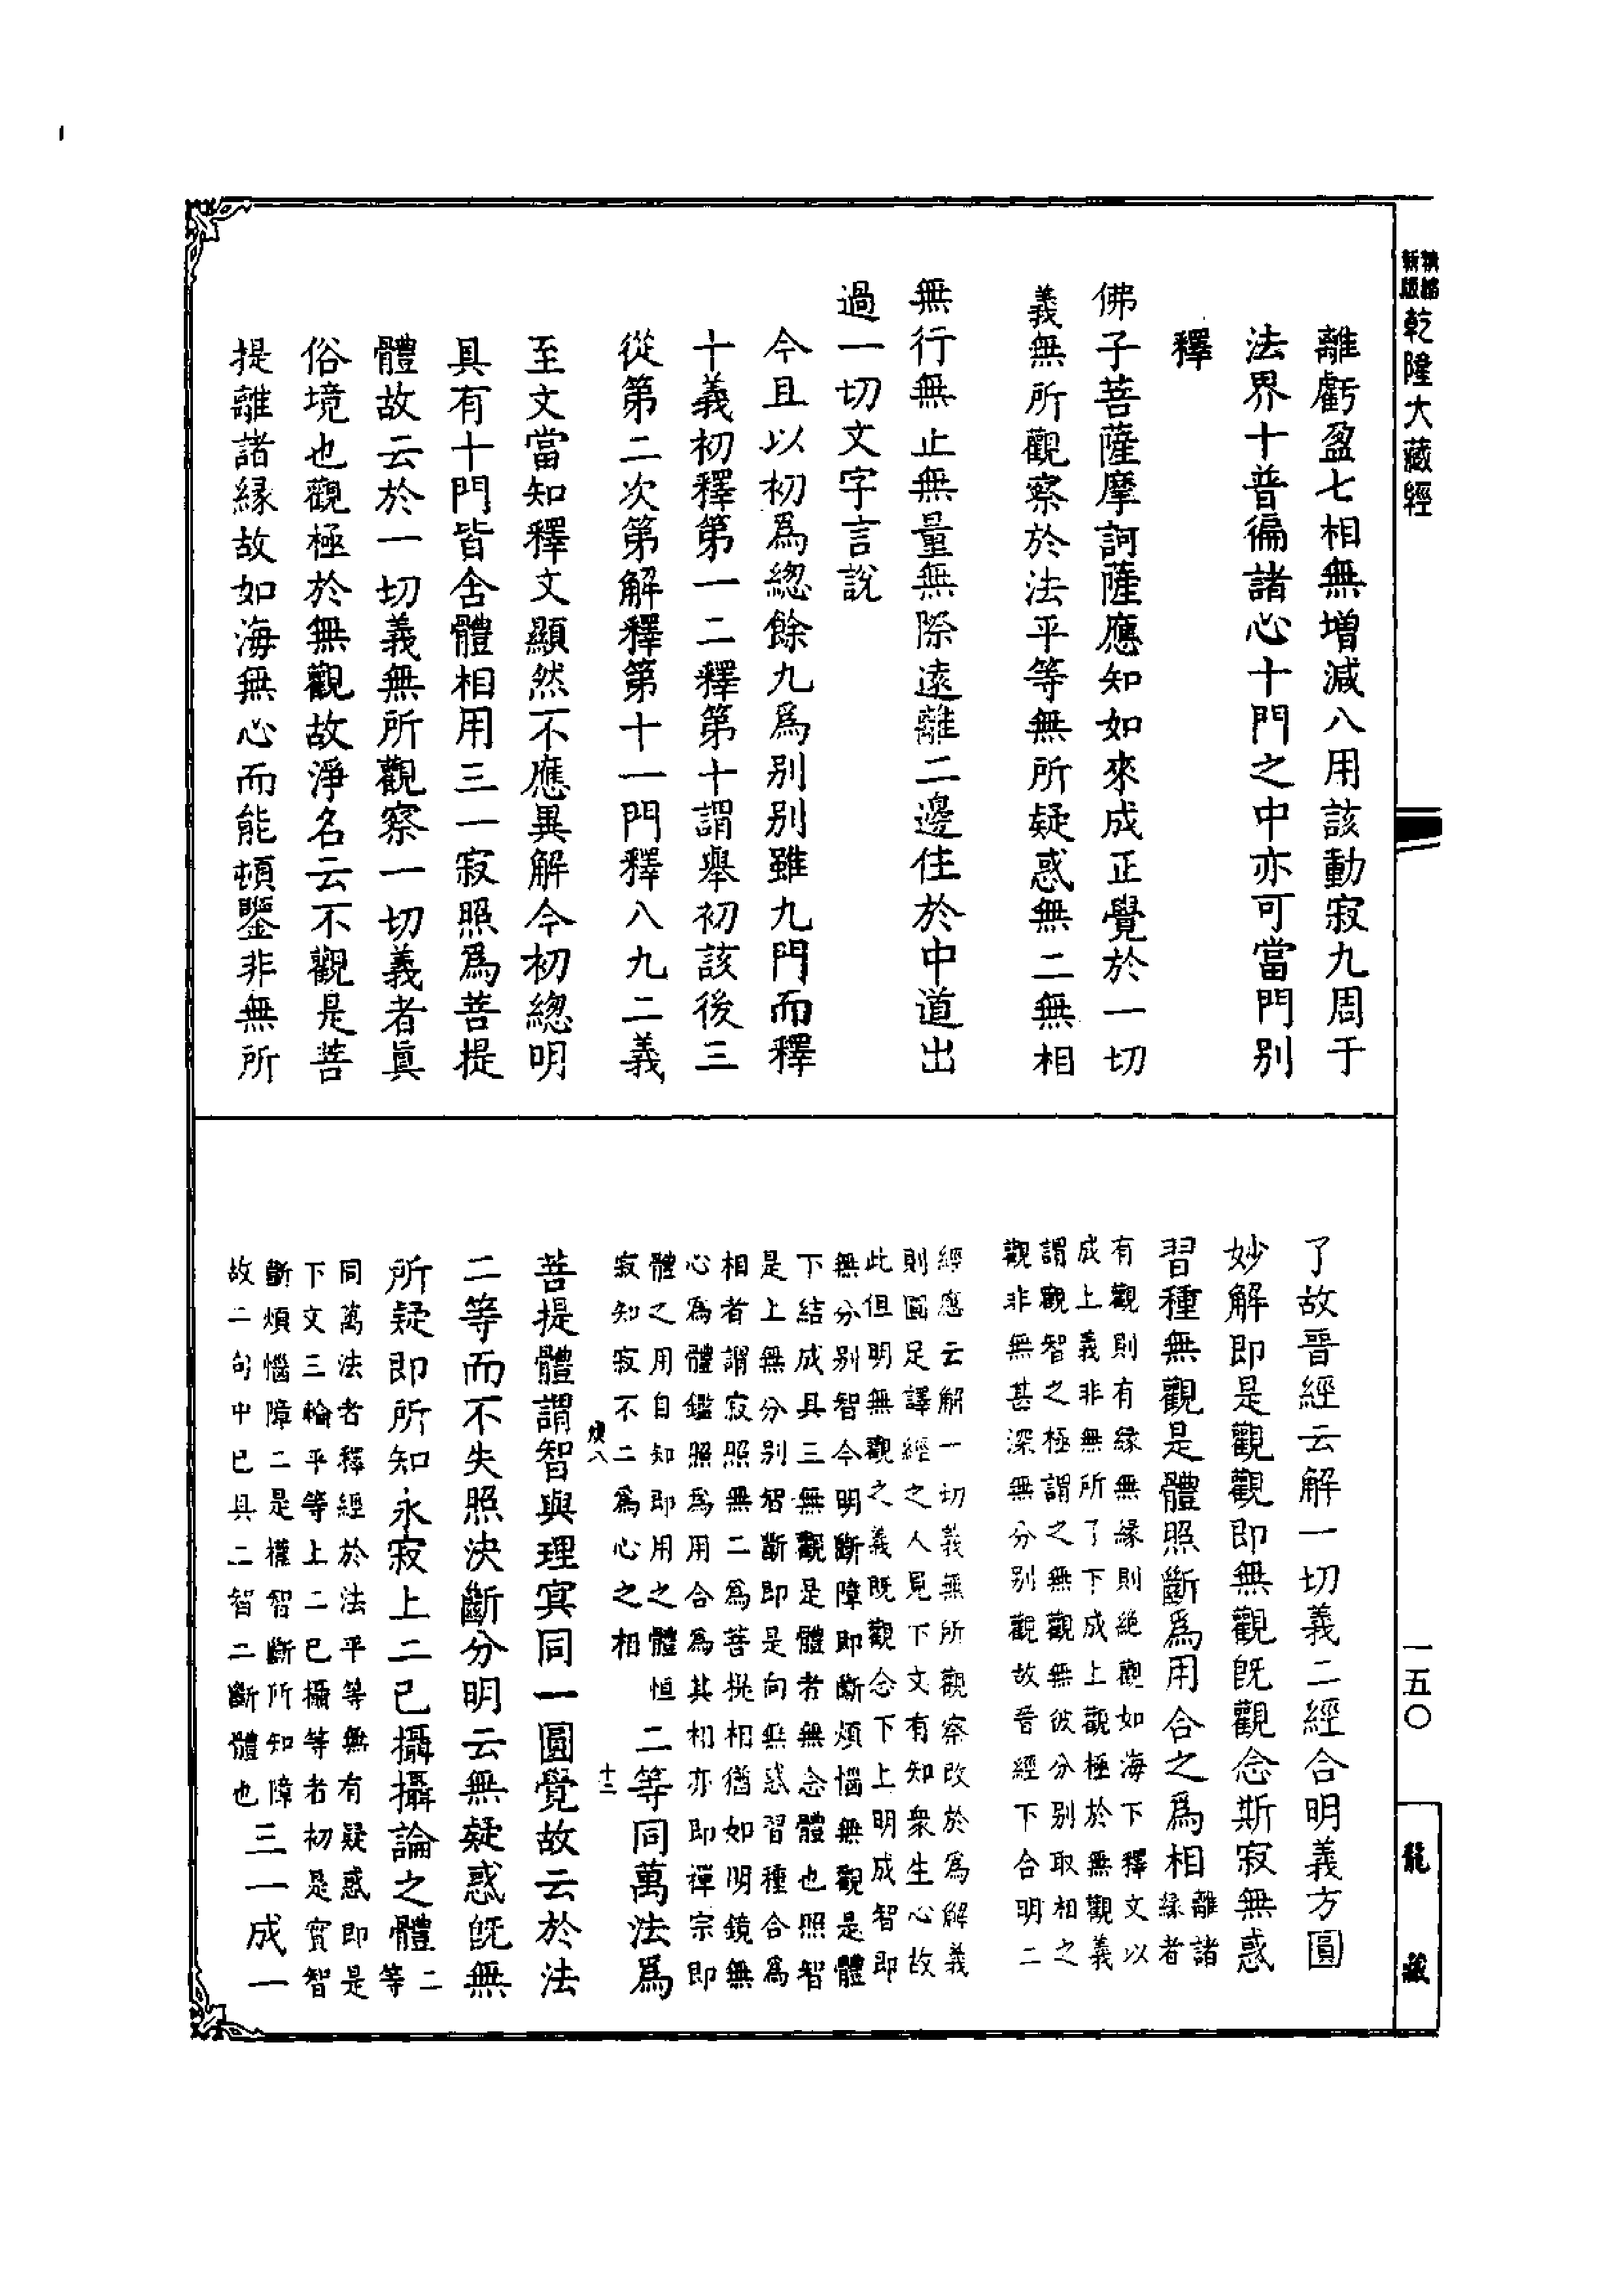 新版精縮乾隆大藏經
離虧盈七相無增減八用該動寂九周于
法界十普徧諸心十門之中亦可當門別
釋
佛子菩薩摩訶薩應知如來成正覺於一切
義無所觀察於法平等無所疑惑無二無相
無行無止無量無際遠離二邊住於中道出
過一切文字言說
今且以初爲緫餘九爲別別雖九門而釋
十義初釋第一二釋第十謂舉初該後三
從第二次第解釋第十一門釋八九二義
至文當知釋文顯然不應異解今初緫明
具有十門皆含體相用三一寂照爲菩提
體故云於一切義無所觀察一切義者眞
俗境也觀極於無觀故淨名云不觀是菩
提離諸緣故如海無心而能頓鑒非無所
了故晉經云解一切義二經合明義方圓
妙解即是觀觀即無觀旣觀念斯寂無惑
習種無觀是體照斷爲用合之爲相離諸緣者
有觀則有緣無緣則絕觀如海下釋文以
成上義非無所了下成上觀極於無觀義
謂觀智之極謂之無觀無彼分別取相之
觀非無甚深無分別觀故晉經下合明二
經應云解一切義無所觀察改於爲解義
則圓足譯經之人見下文有知衆生心故
此但明無觀之義旣觀念下上明成智即
無分別智今明斷障即斷煩惱無觀是體
下結成具三無觀是體者無念體也照智
是上無分別智斷即是向無惑習種合爲
相者謂寂照無二爲菩提相猶如明鏡無
心爲體鑑照爲用合爲其相亦即禪宗即
體之用自知即用之體恒
寂知寂不二爲心之相
二等同萬法爲
煥八 十三
菩提體謂智與理冥同一圓覺故云於法
二等而不失照決斷分明云無疑惑旣無
所疑即所知永寂上二已攝攝論之體二等
同萬法者釋經於法平等無有疑惑即是
下文三輪平等上二已攝等者初是實智
斷煩惱障二是權智斷所知障
故二句中已具二智二斷體也
三一成一
一五〇
龍藏